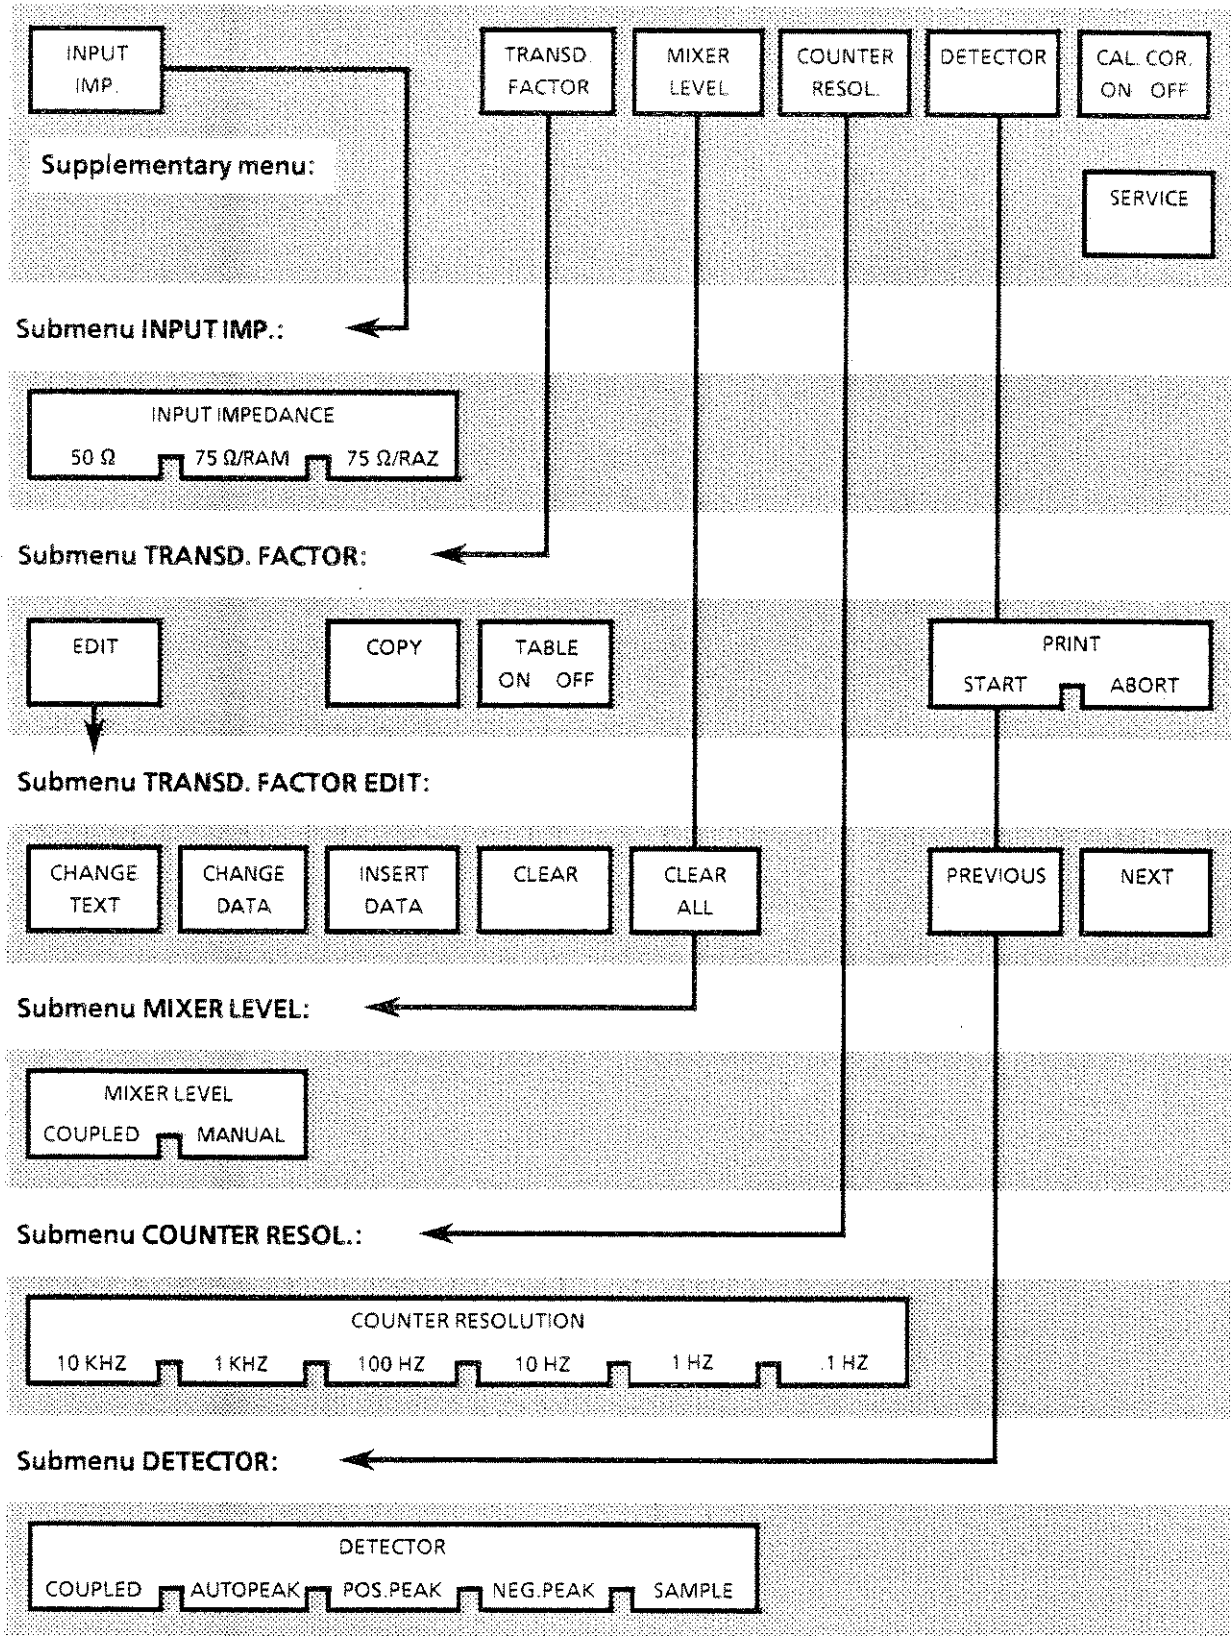 INPUT
IMP.
TRANSD.
FACTOR
MIXER
LEVEL
COUNTER
RESOL.
DETECTOR
CAL. COR.
ON OFF
Supplementary menu:
SERVICE
Submenu INPUT IMP.:
INPUT IMPEDANCE
50 Ω 75 Ω/RAM 75 Ω/RAZ
Submenu TRANSD. FACTOR:
EDIT
COPY
TABLE
ON OFF
PRINT
START ABORT
Submenu TRANSD. FACTOR EDIT:
CHANGE
TEXT
CHANGE
DATA
INSERT
DATA
CLEAR
CLEAR
ALL
PREVIOUS
NEXT
Submenu MIXER LEVEL:
MIXER LEVEL
COUPLED MANUAL
Submenu COUNTER RESOL.:
COUNTER RESOLUTION
10 KHZ 1 KHZ 100 HZ 10 HZ 1 HZ .1 HZ
Submenu DETECTOR:
DETECTOR
COUPLED AUTOPEAK POS.PEAK NEG.PEAK SAMPLE